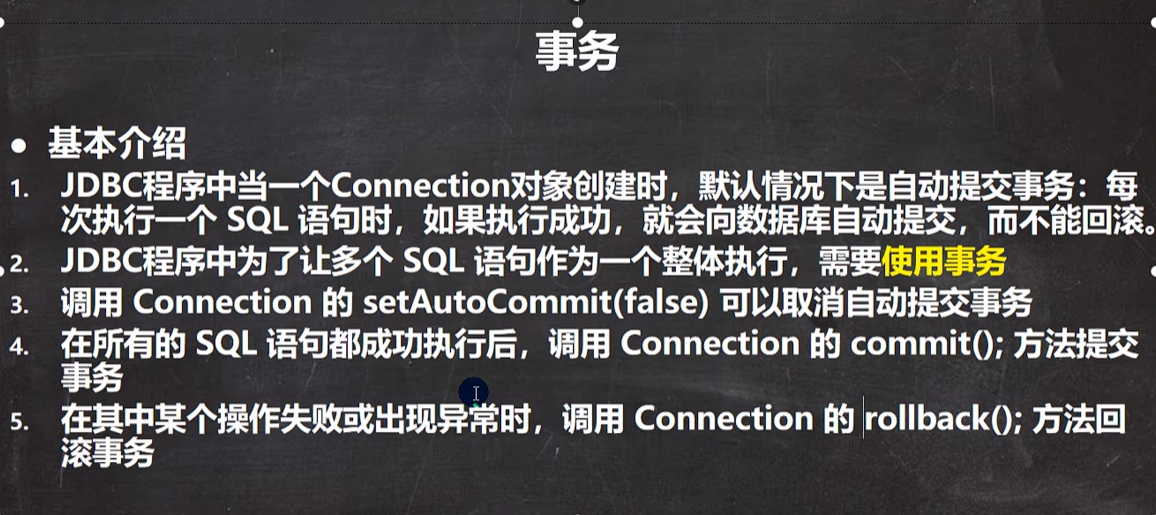 事务
● 基本介绍
1. JDBC程序中当一个Connection对象创建时，默认情况下是自动提交事务：每
次执行一个 SQL 语句时，如果执行成功，就会向数据库自动提交，而不能回滚。
2. JDBC程序中为了让多个 SQL 语句作为一个整体执行，需要使用事务
3. 调用 Connection 的 setAutoCommit(false) 可以取消自动提交事务
4. 在所有的 SQL 语句都成功执行后，调用 Connection 的 commit(); 方法提交
事务
5. 在其中某个操作失败或出现异常时，调用 Connection 的 rollback(); 方法回
滚事务